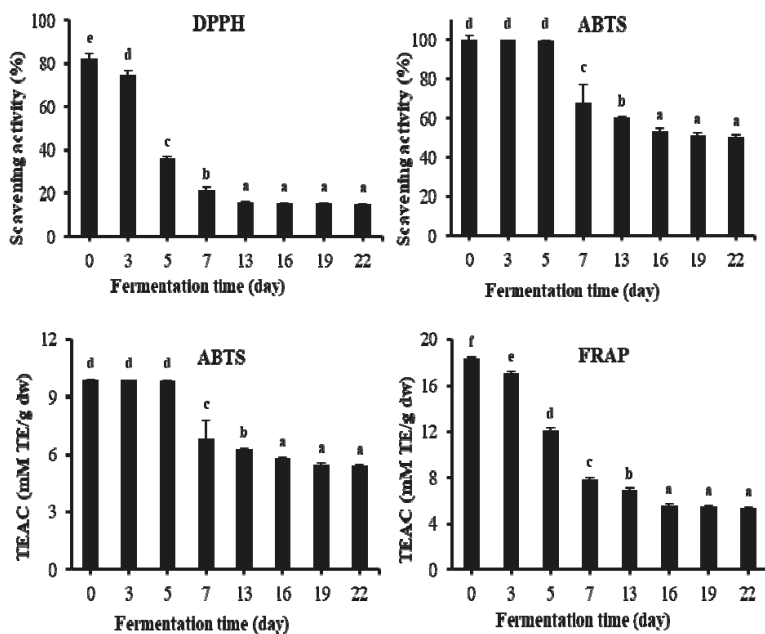 DPPH
Scavening activity (%)
100
80
60
40
20
0
e
d
c
b
a
a
a
a
0 3 5 7 13 16 19 22
Fermentation time (day)
ABTS
Scavening activity (%)
100
80
60
40
20
0
d
d
d
c
b
a
a
a
0 3 5 7 13 16 19 22
Fermentation time (day)
ABTS
TEAC (mM TE/g dw)
12
9
6
3
0
d
d
d
c
b
a
a
a
0 3 5 7 13 16 19 22
Fermentation time (day)
FRAP
TEAC (mM TE/g dw)
20
16
12
8
4
0
f
e
d
c
b
a
a
a
0 3 5 7 13 16 19 22
Fermentation time (day)